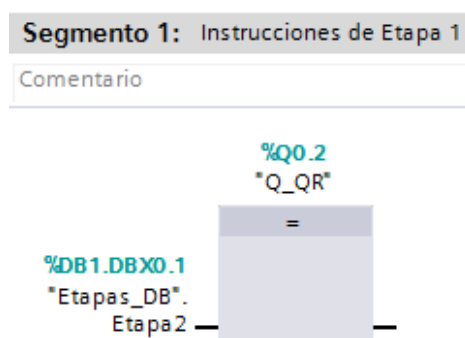 Segmento 1: Instrucciones de Etapa 1
Comentario
%Q0.2
"Q_QR"
=
%DB1.DBX0.1
"Etapas_DB".
Etapa2